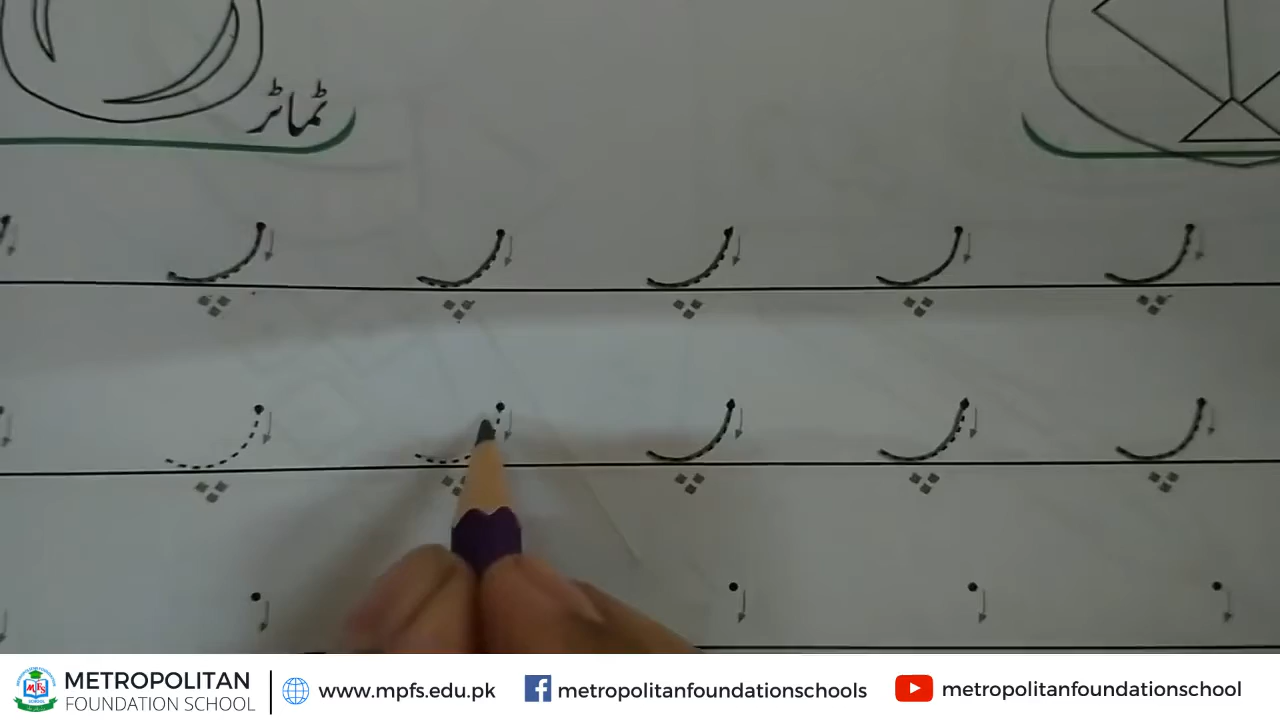 ٹماٹر
METROPOLITAN
FOUNDATION SCHOOL
www.mpfs.edu.pk
metropolitanfoundationschools
metropolitanfoundationschool